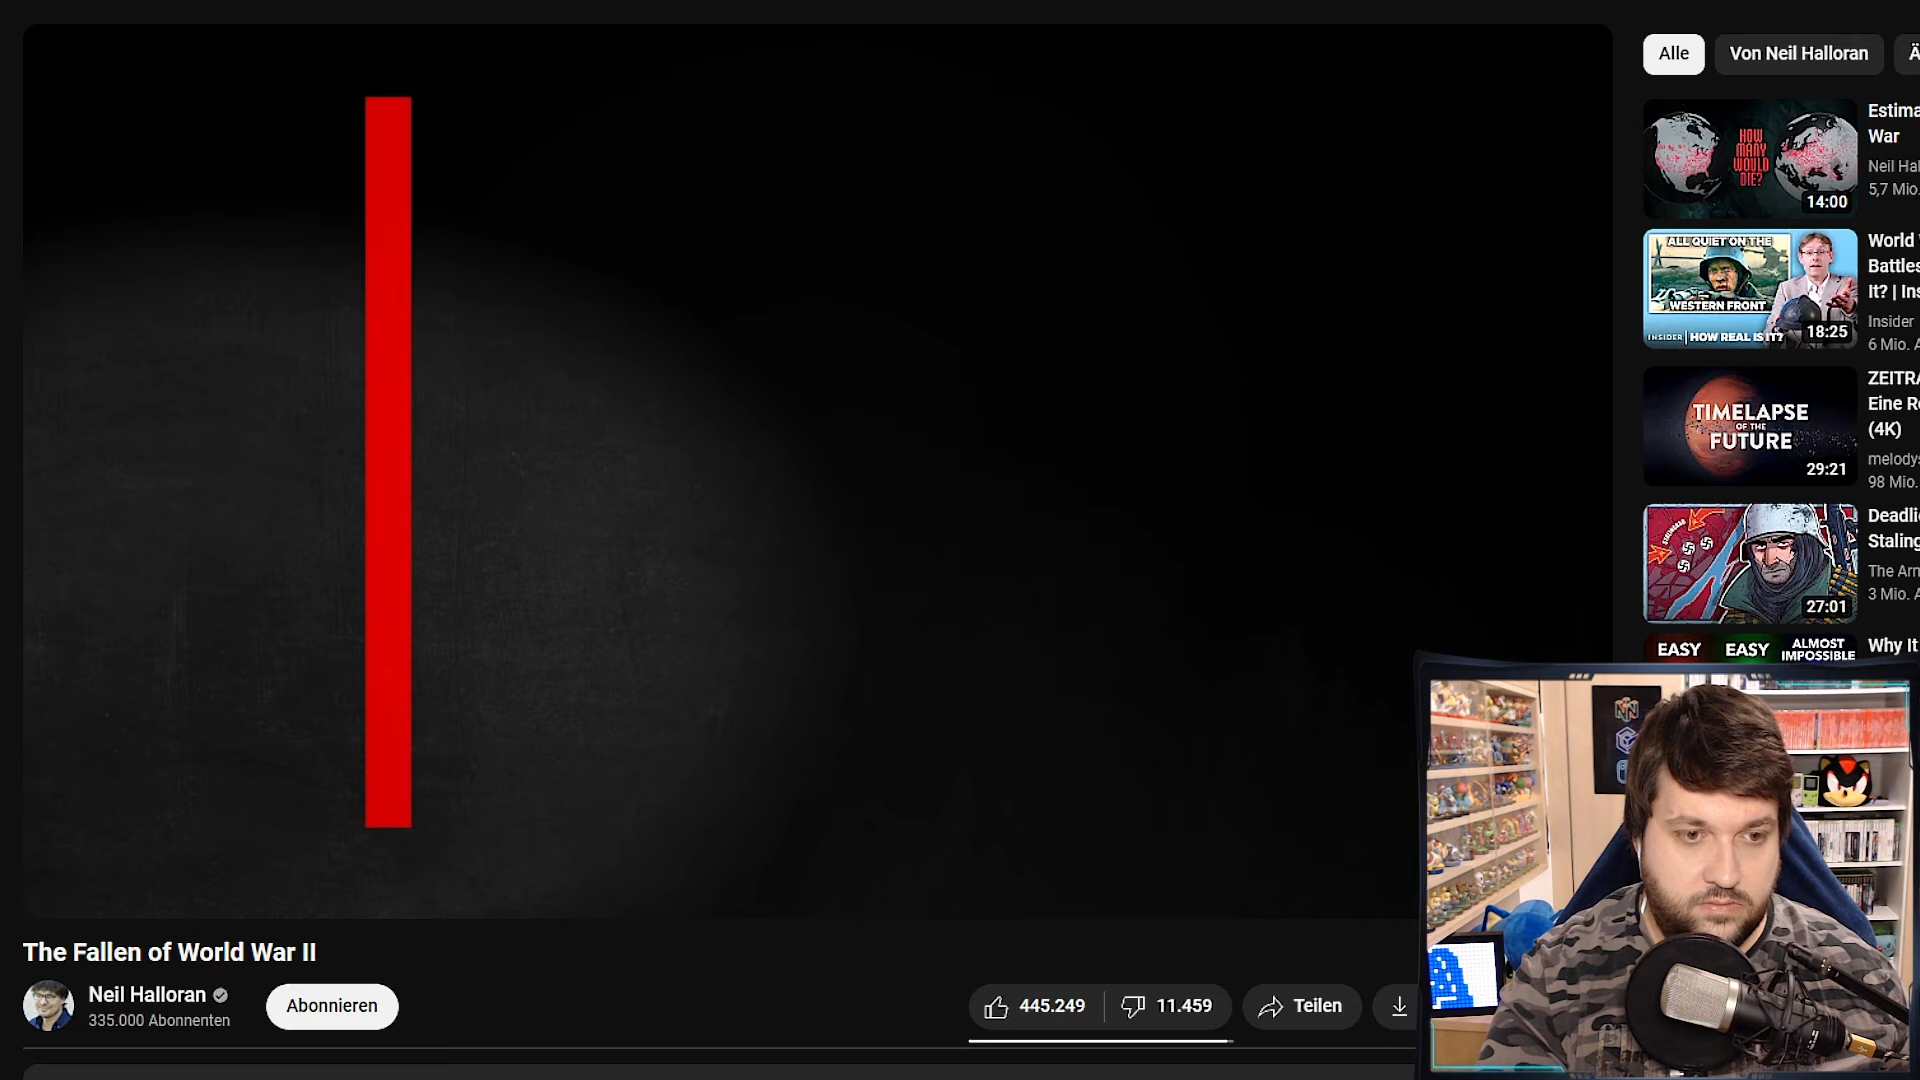 Alle
Von Neil Halloran
HOW
MANY
WOULD
DIE?
14:00
Estima
War
Neil Hal
5,7 Mio.
ALL QUIET ON THE
WESTERN FRONT
INSIDER | HOW REAL IS IT?
18:25
World
Battles
It? | Ins
Insider
6 Mio. A
TIMELAPSE
OF THE
FUTURE
29:21
ZEITRA
Eine Re
(4K)
melodys
98 Mio.
27:01
Deadli
Staling
The Arm
3 Mio. A
EASY
EASY
ALMOST
IMPOSSIBLE
Why It
The Fallen of World War II
Neil Halloran
335.000 Abonnenten
Abonnieren
445.249
11.459
Teilen